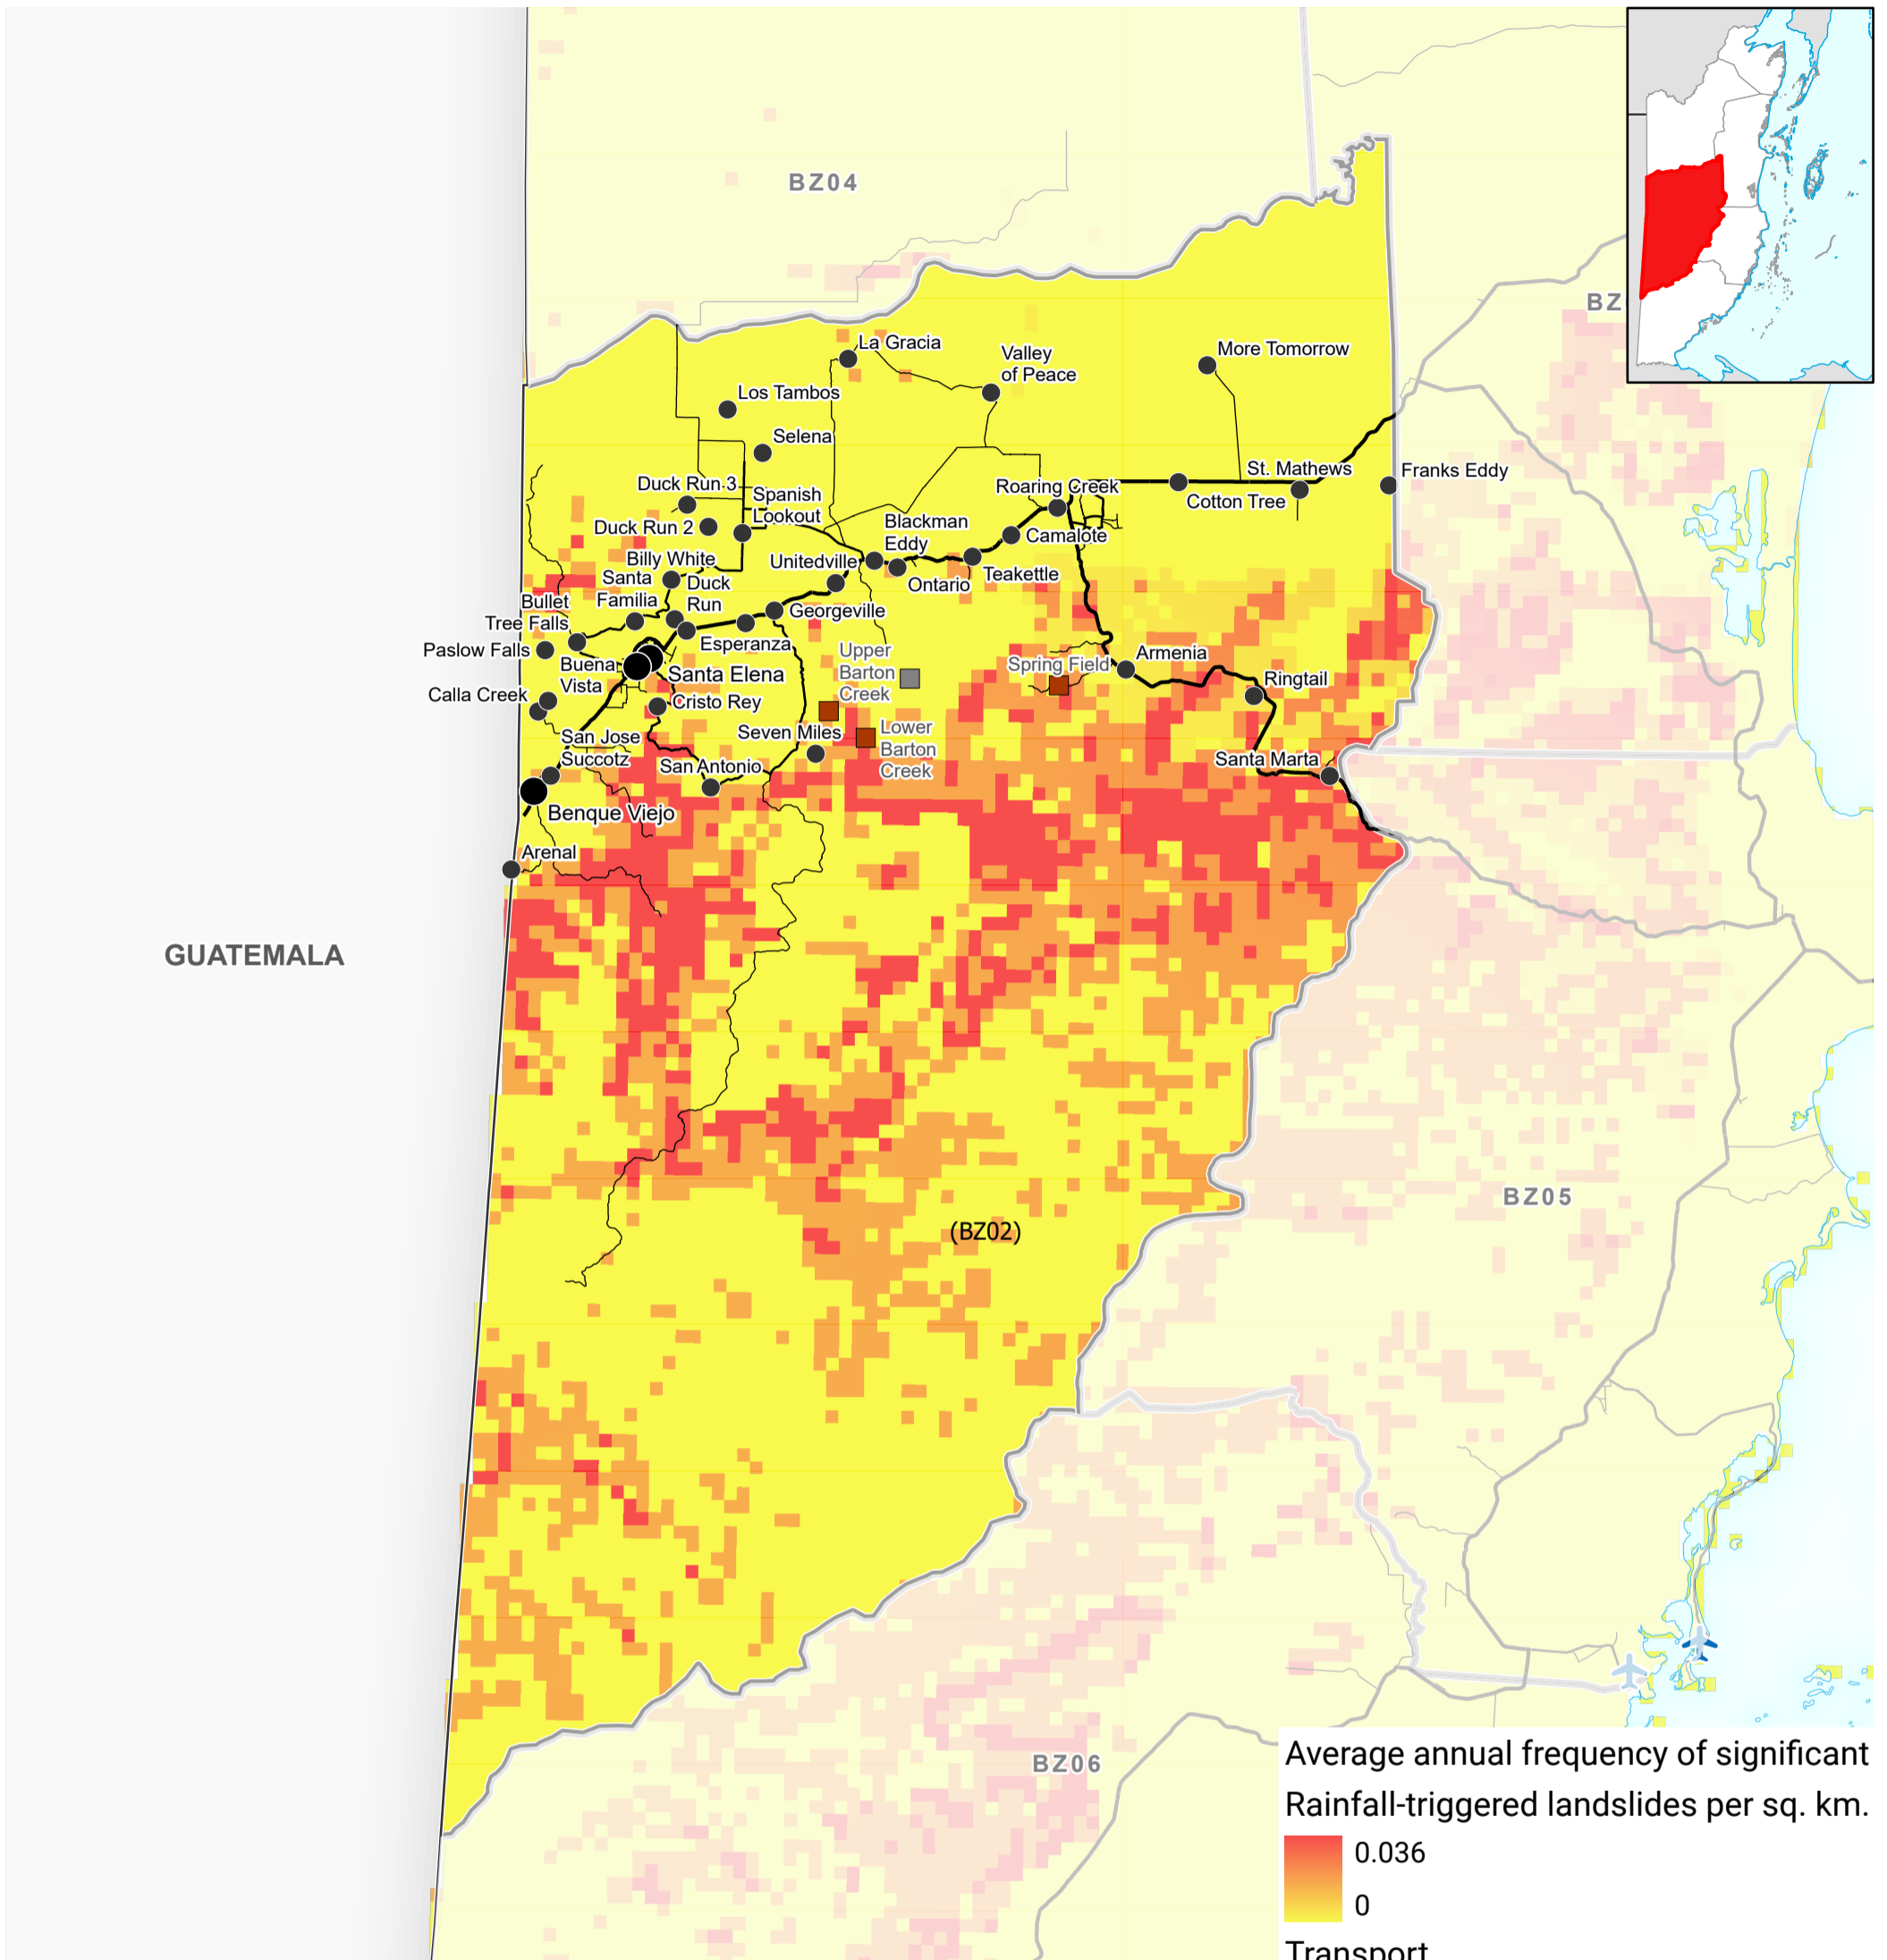 BZ04
BZ
La Gracia
Valley
of Peace
More Tomorrow
Los Tambos
Selena
Duck Run 3
Spanish
Lookout
Roaring Creek
St. Mathews
Franks Eddy
Cotton Tree
Duck Run 2
Blackman
Eddy
Camalote
Billy White
Unitedville
Teakettle
Ontario
Santa
Familia
Duck
Run
Bullet
Tree Falls
Georgeville
Esperanza
Paslow Falls
Buena
Vista
Santa Elena
Upper
Barton
Creek
Spring Field
Armenia
Ringtail
Calla Creek
Cristo Rey
Seven Miles
Lower
Barton
Creek
San Jose
Succotz
San Antonio
Santa Marta
Benque Viejo
Arenal
GUATEMALA
BZ05
(BZ02)
BZ06
Average annual frequency of significant
Rainfall-triggered landslides per sq. km.
0.036
0
Transport